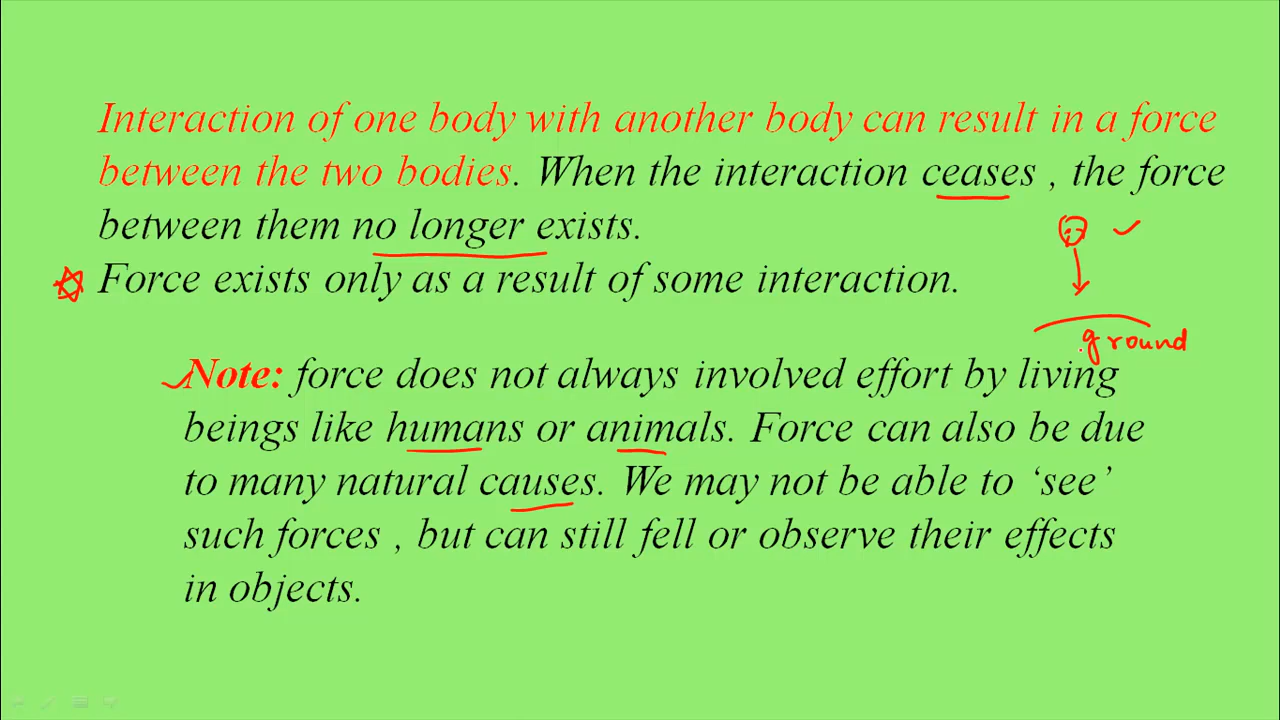 Interaction of one body with another body can result in a force
between the two bodies. When the interaction ceases , the force
between them no longer exists.
Force exists only as a result of some interaction.
ground
Note: force does not always involved effort by living
beings like humans or animals. Force can also be due
to many natural causes. We may not be able to ‘see’
such forces , but can still fell or observe their effects
in objects.